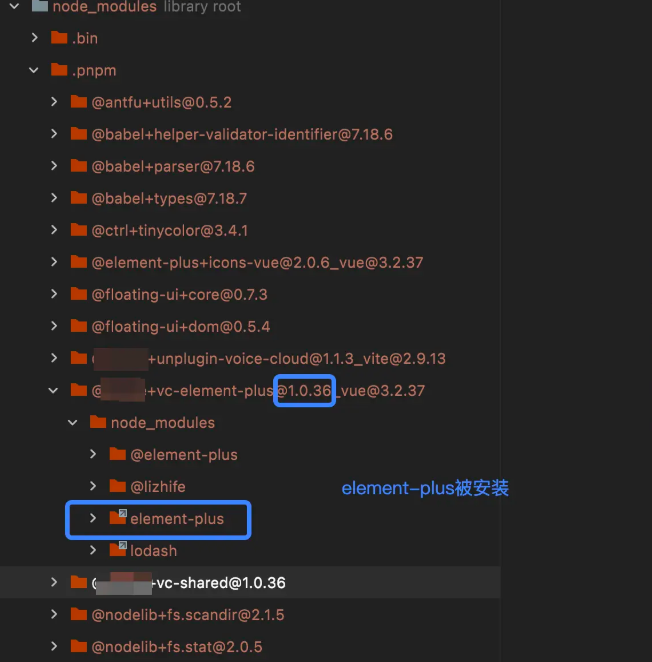 node_modules library root
.bin
.pnpm
@antfu+utils@0.5.2
@babel+helper-validator-identifier@7.18.6
@babel+parser@7.18.6
@babel+types@7.18.7
@ctrl+tinycolor@3.4.1
@element-plus+icons-vue@2.0.6_vue@3.2.37
@floating-ui+core@0.7.3
@floating-ui+dom@0.5.4
+unplugin-voice-cloud@1.1.3_vite@2.9.13
@ +vc-element-plus@1.0.36_vue@3.2.37
node_modules
@element-plus
@lizhife
element-plus被安装
element-plus
lodash
+vc-shared@1.0.36
@nodelib+fs.scandir@2.1.5
@nodelib+fs.stat@2.0.5